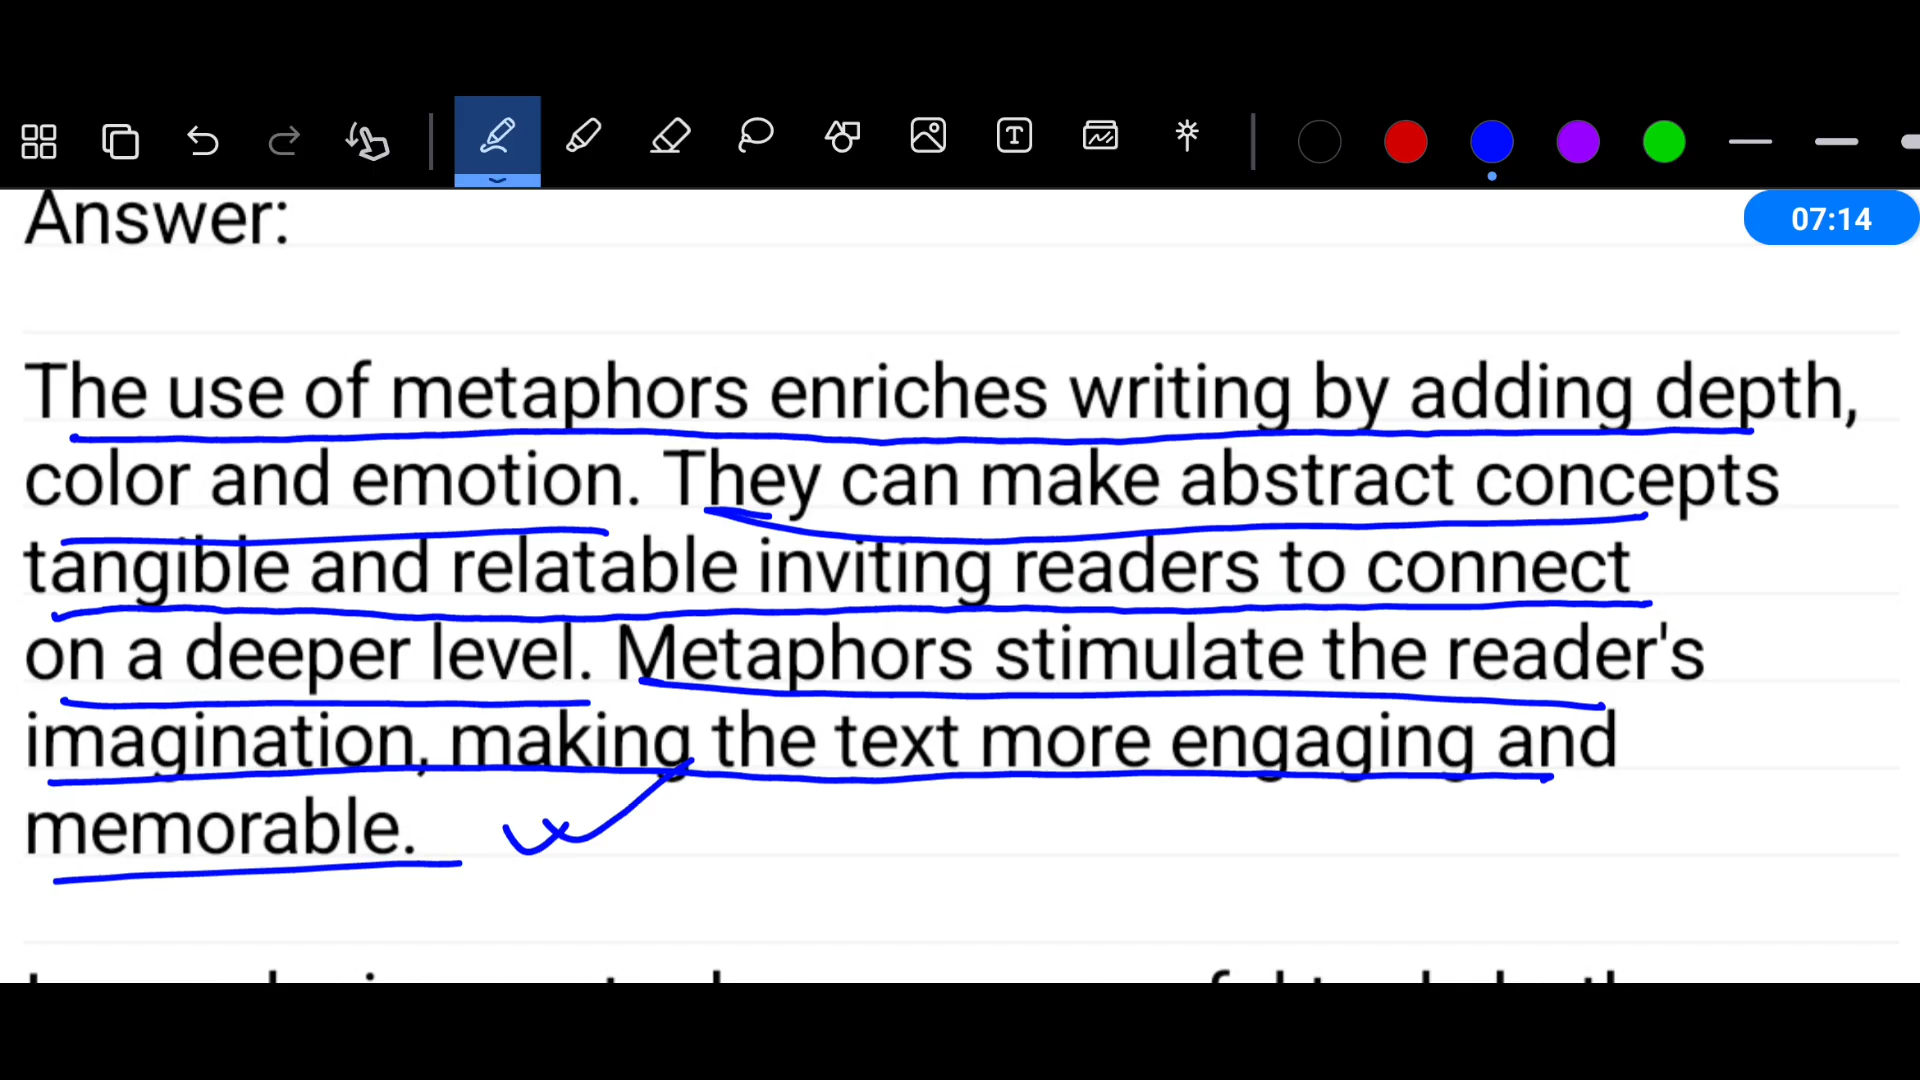 Answer:
07:14
The use of metaphors enriches writing by adding depth,
color and emotion. They can make abstract concepts
tangible and relatable inviting readers to connect
on a deeper level. Metaphors stimulate the reader's
imagination, making the text more engaging and
memorable.